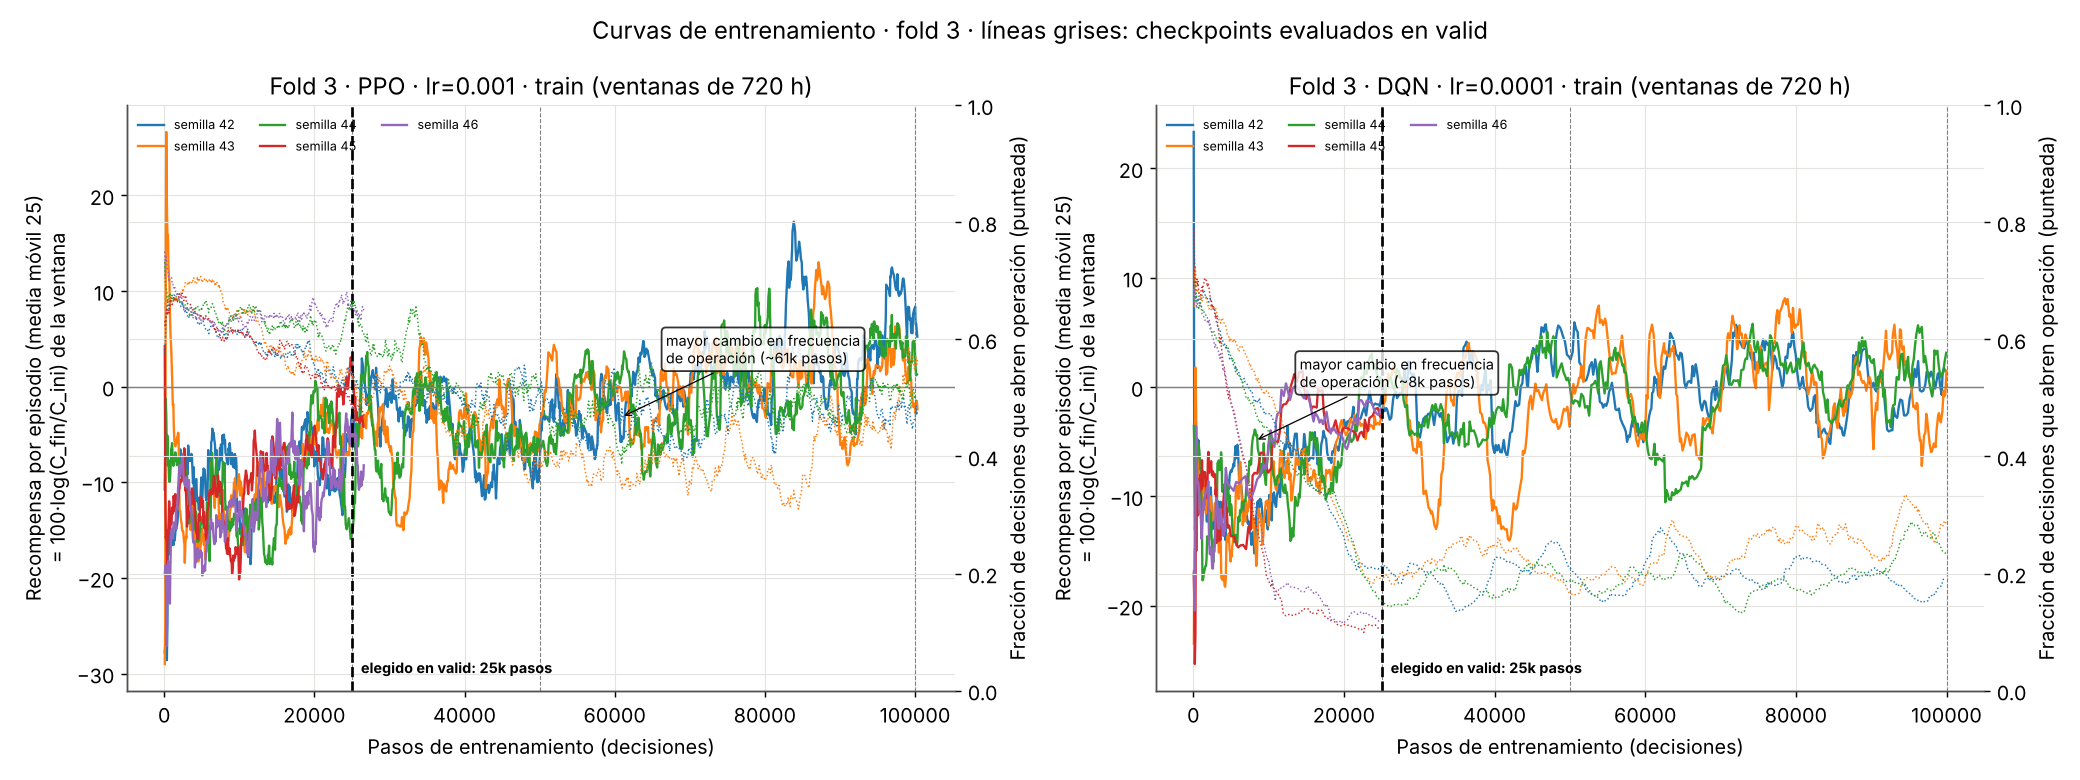 Curvas de entrenamiento · fold 3 · líneas grises: checkpoints evaluados en valid
Fold 3 · PPO · lr=0.001 · train (ventanas de 720 h)
semilla 42
semilla 43
semilla 44
semilla 45
semilla 46
Recompensa por episodio (media móvil 25)
= 100·log(C_fin/C_ini) de la ventana
20
10
0
−10
−20
−30
1.0
0.8
0.6
0.4
0.2
0.0
Fracción de decisiones que abren operación (punteada)
mayor cambio en frecuencia
de operación (~61k pasos)
elegido en valid: 25k pasos
0
20000
40000
60000
80000
100000
Pasos de entrenamiento (decisiones)
Fold 3 · DQN · lr=0.0001 · train (ventanas de 720 h)
semilla 42
semilla 43
semilla 44
semilla 45
semilla 46
Recompensa por episodio (media móvil 25)
= 100·log(C_fin/C_ini) de la ventana
20
10
0
−10
−20
1.0
0.8
0.6
0.4
0.2
0.0
Fracción de decisiones que abren operación (punteada)
mayor cambio en frecuencia
de operación (~8k pasos)
elegido en valid: 25k pasos
0
20000
40000
60000
80000
100000
Pasos de entrenamiento (decisiones)